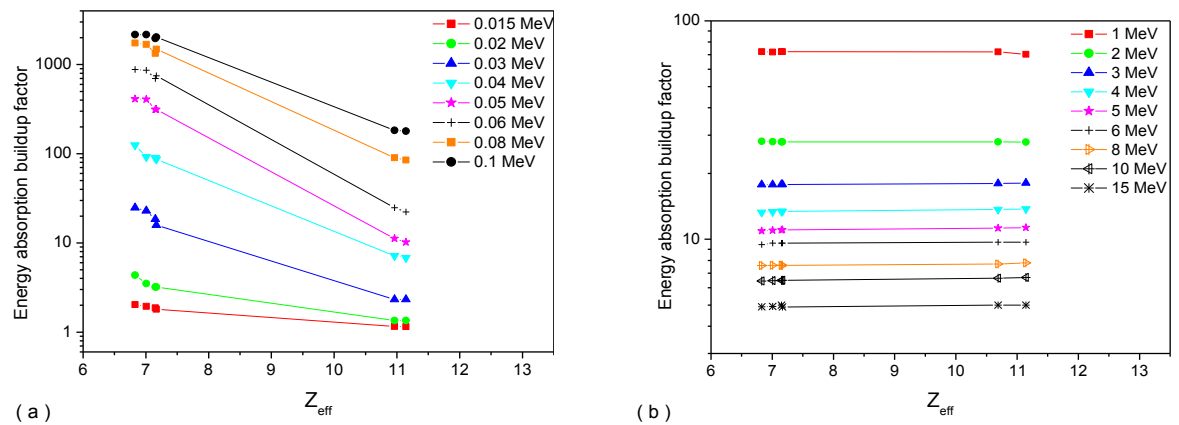 Energy absorption buildup factor
1000
100
10
1
6 7 8 9 10 11 12 13
Z_eff
0.015 MeV
0.02 MeV
0.03 MeV
0.04 MeV
0.05 MeV
0.06 MeV
0.08 MeV
0.1 MeV
( a )
Energy absorption buildup factor
100
10
6 7 8 9 10 11 12 13
Z_eff
1 MeV
2 MeV
3 MeV
4 MeV
5 MeV
6 MeV
8 MeV
10 MeV
15 MeV
( b )